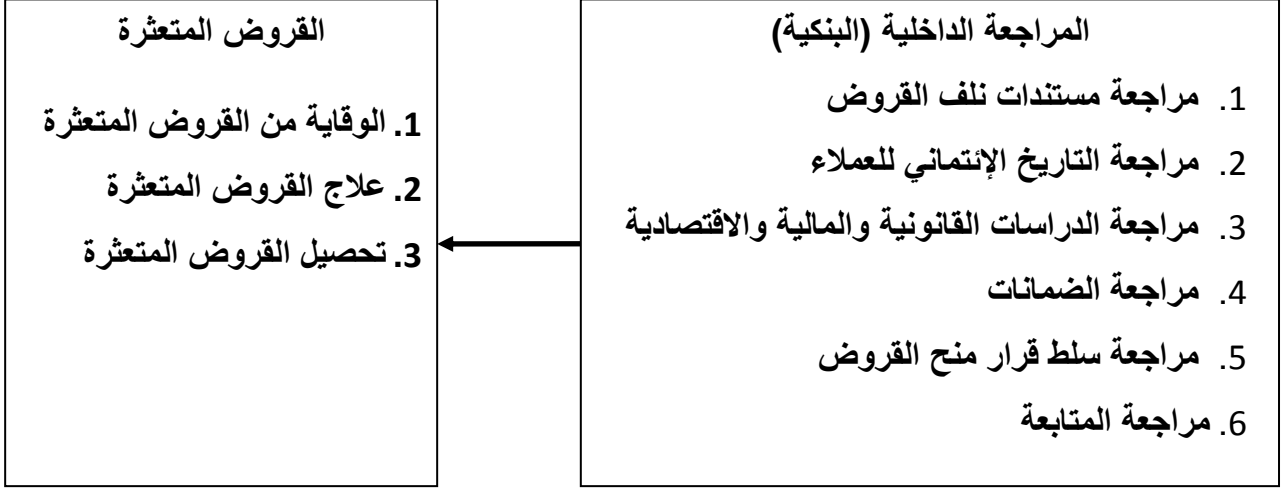 المراجعة الداخلية (البنكية)
1. مراجعة مستندات نلف القروض
2. مراجعة التاريخ الإئتماني للعملاء
3. مراجعة الدراسات القانونية والمالية والاقتصادية
4. مراجعة الضمانات
5. مراجعة سلط قرار منح القروض
6. مراجعة المتابعة
القروض المتعثرة
1. الوقاية من القروض المتعثرة
2. علاج القروض المتعثرة
3. تحصيل القروض المتعثرة